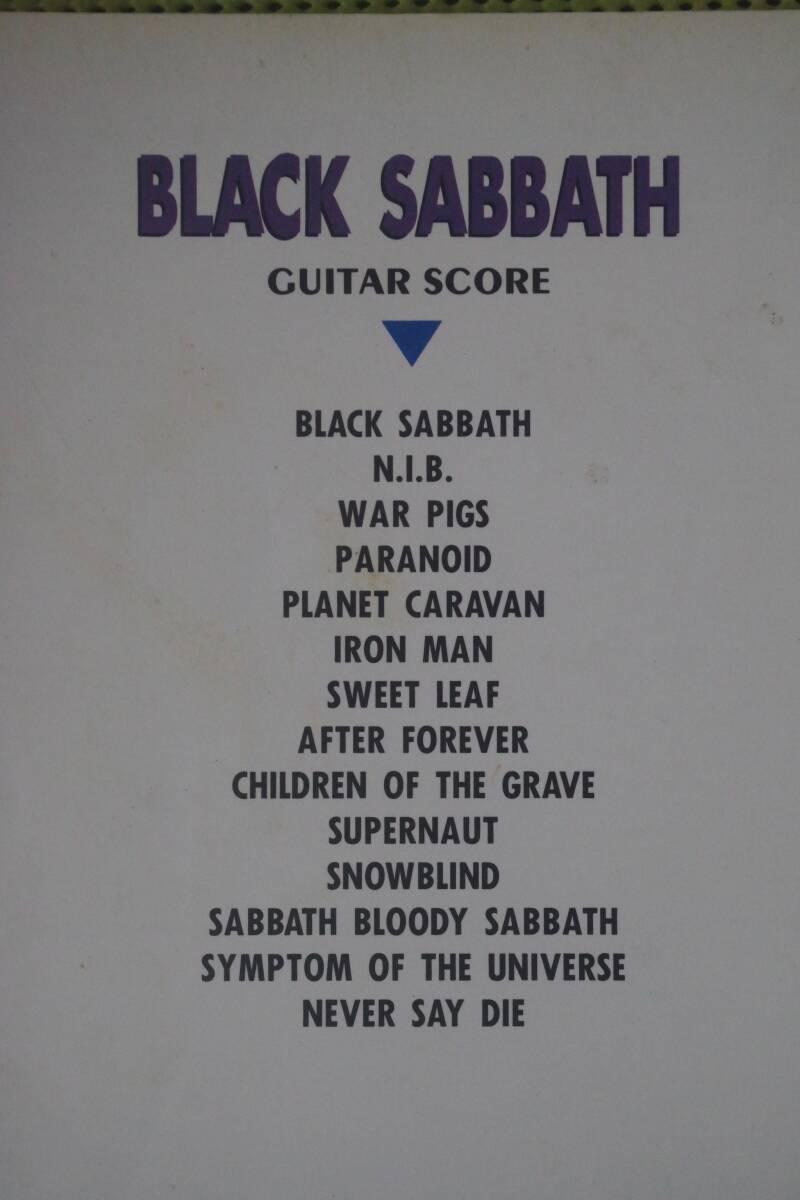 BLACK SABBATH
GUITAR SCORE
BLACK SABBATH
N.I.B.
WAR PIGS
PARANOID
PLANET CARAVAN
IRON MAN
SWEET LEAF
AFTER FOREVER
CHILDREN OF THE GRAVE
SUPERNAUT
SNOWBLIND
SABBATH BLOODY SABBATH
SYMPTOM OF THE UNIVERSE
NEVER SAY DIE